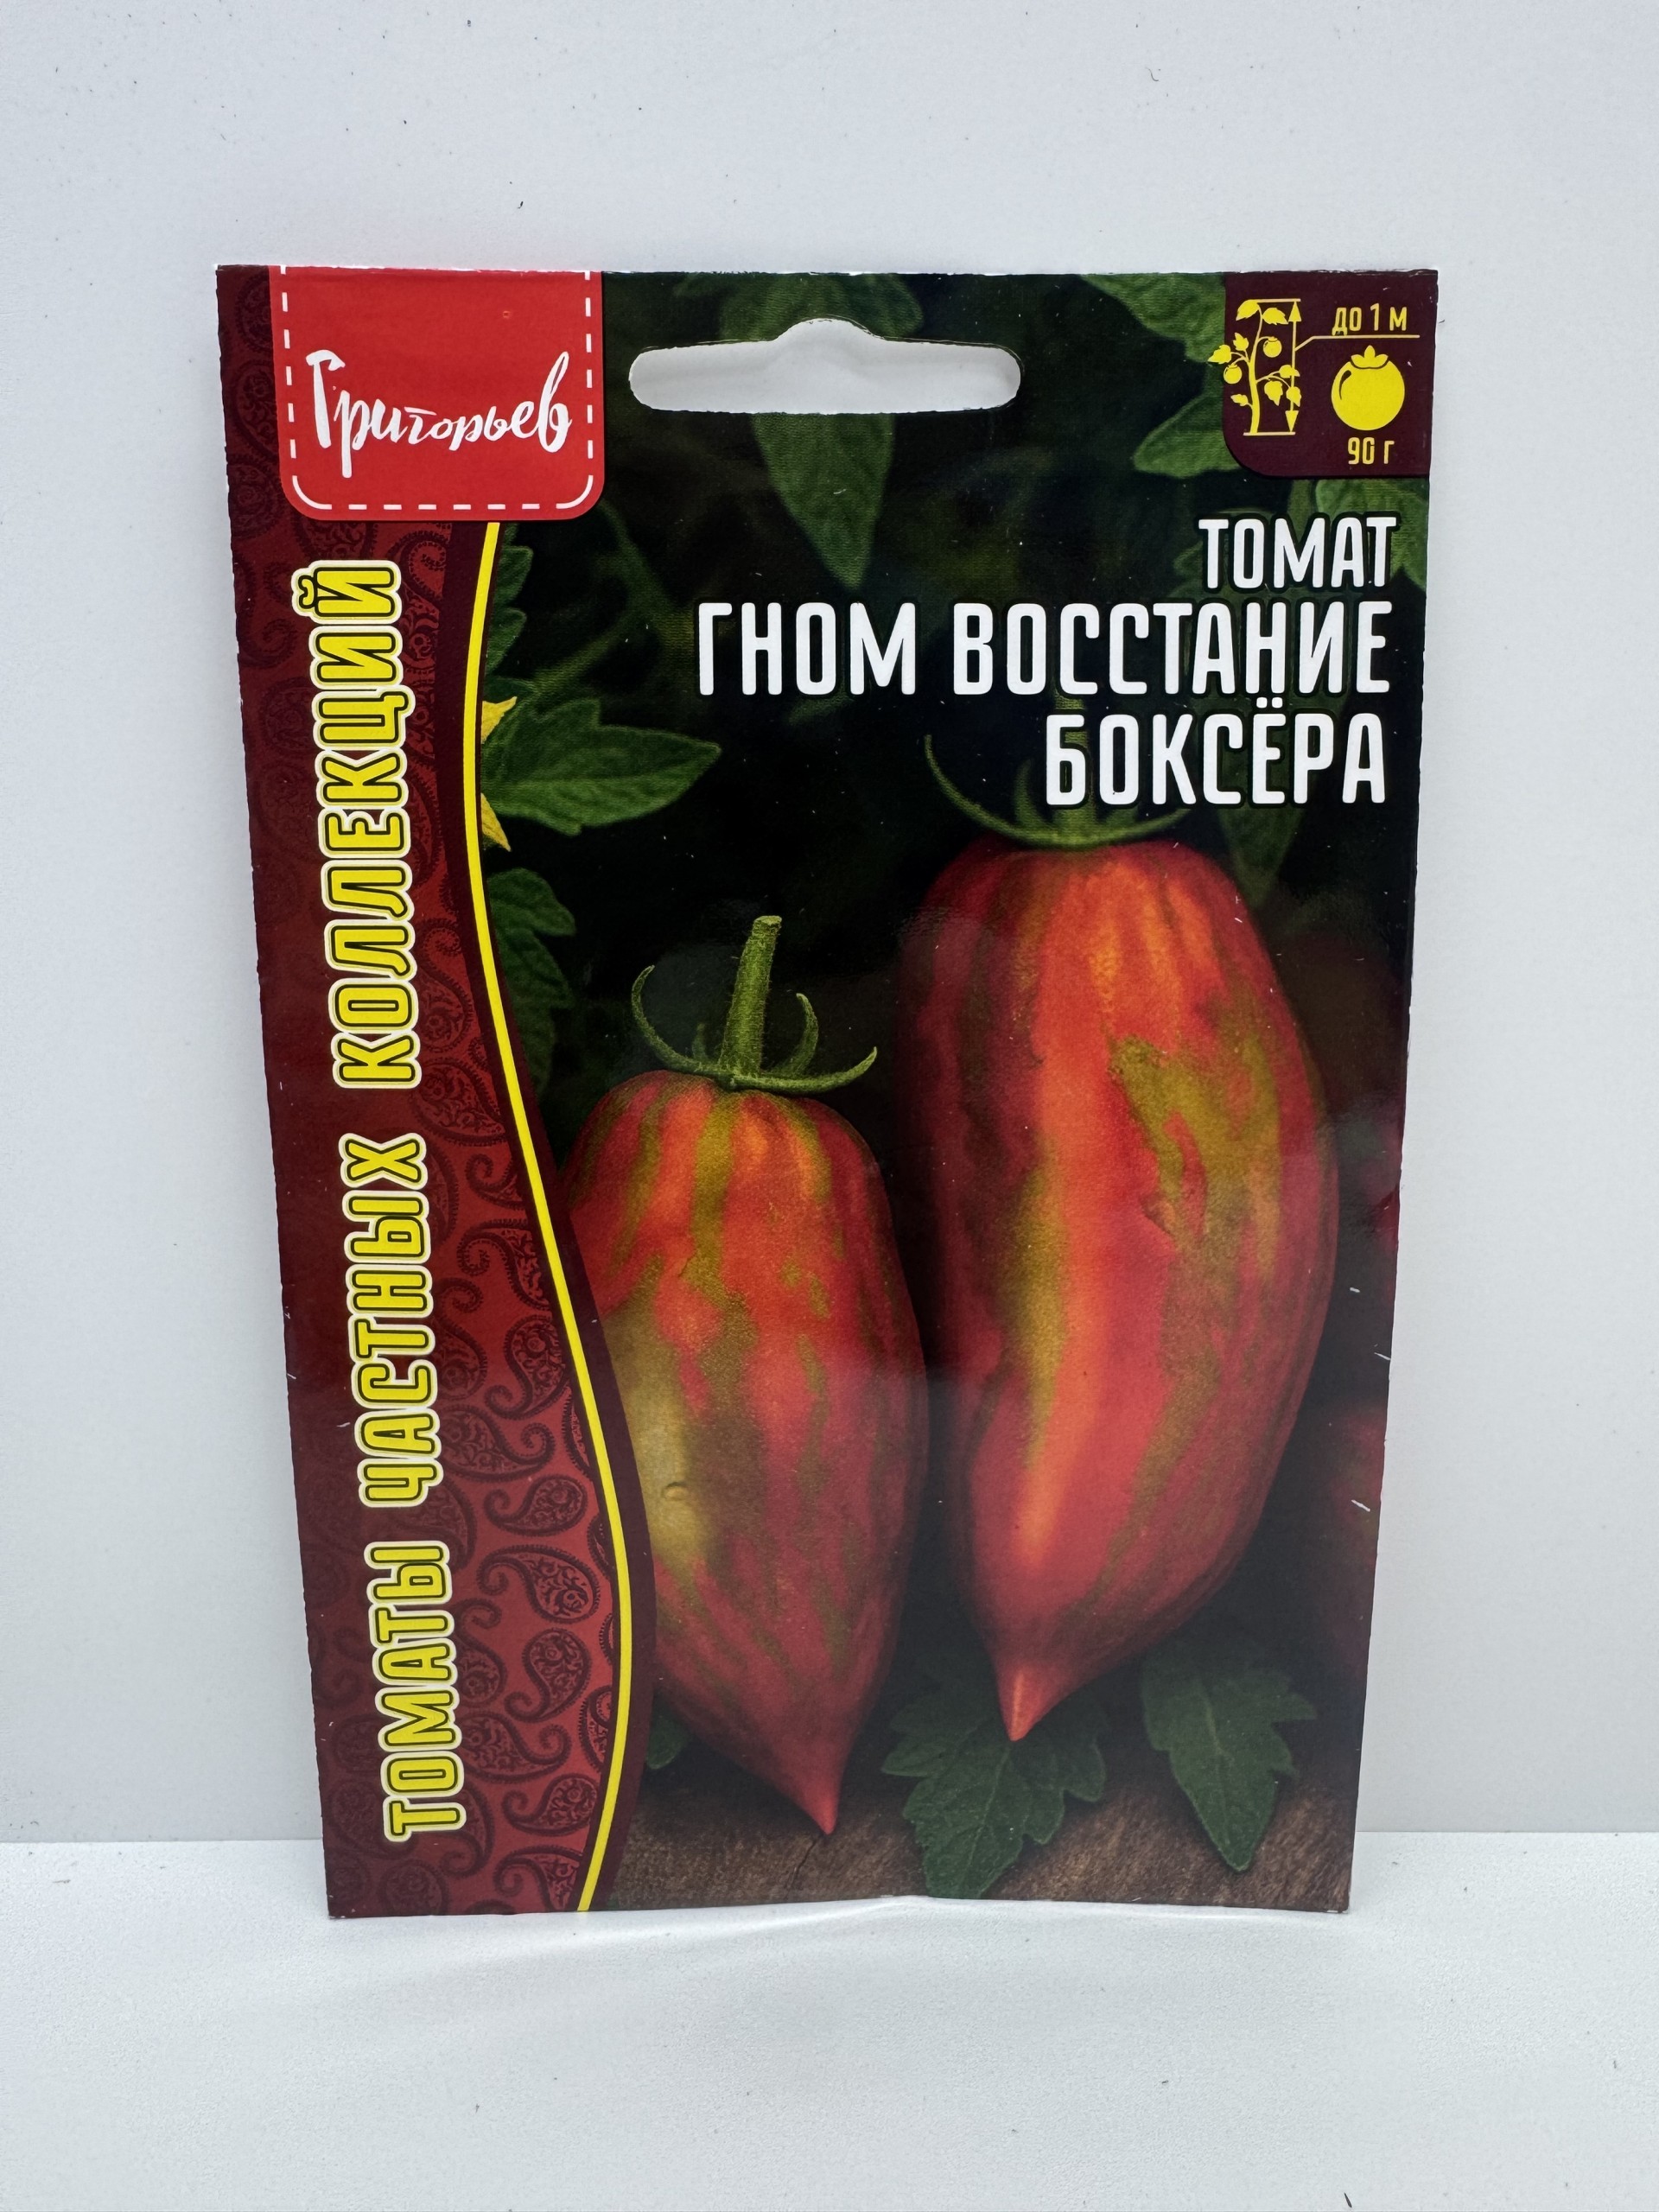 Григорьев
до 1 м
90 г
ТОМАТ
ГНОМ ВОССТАНИЕ
БОКСЁРА
ТОМАТЫ ЧАСТНЫХ КОЛЛЕКЦИЙ